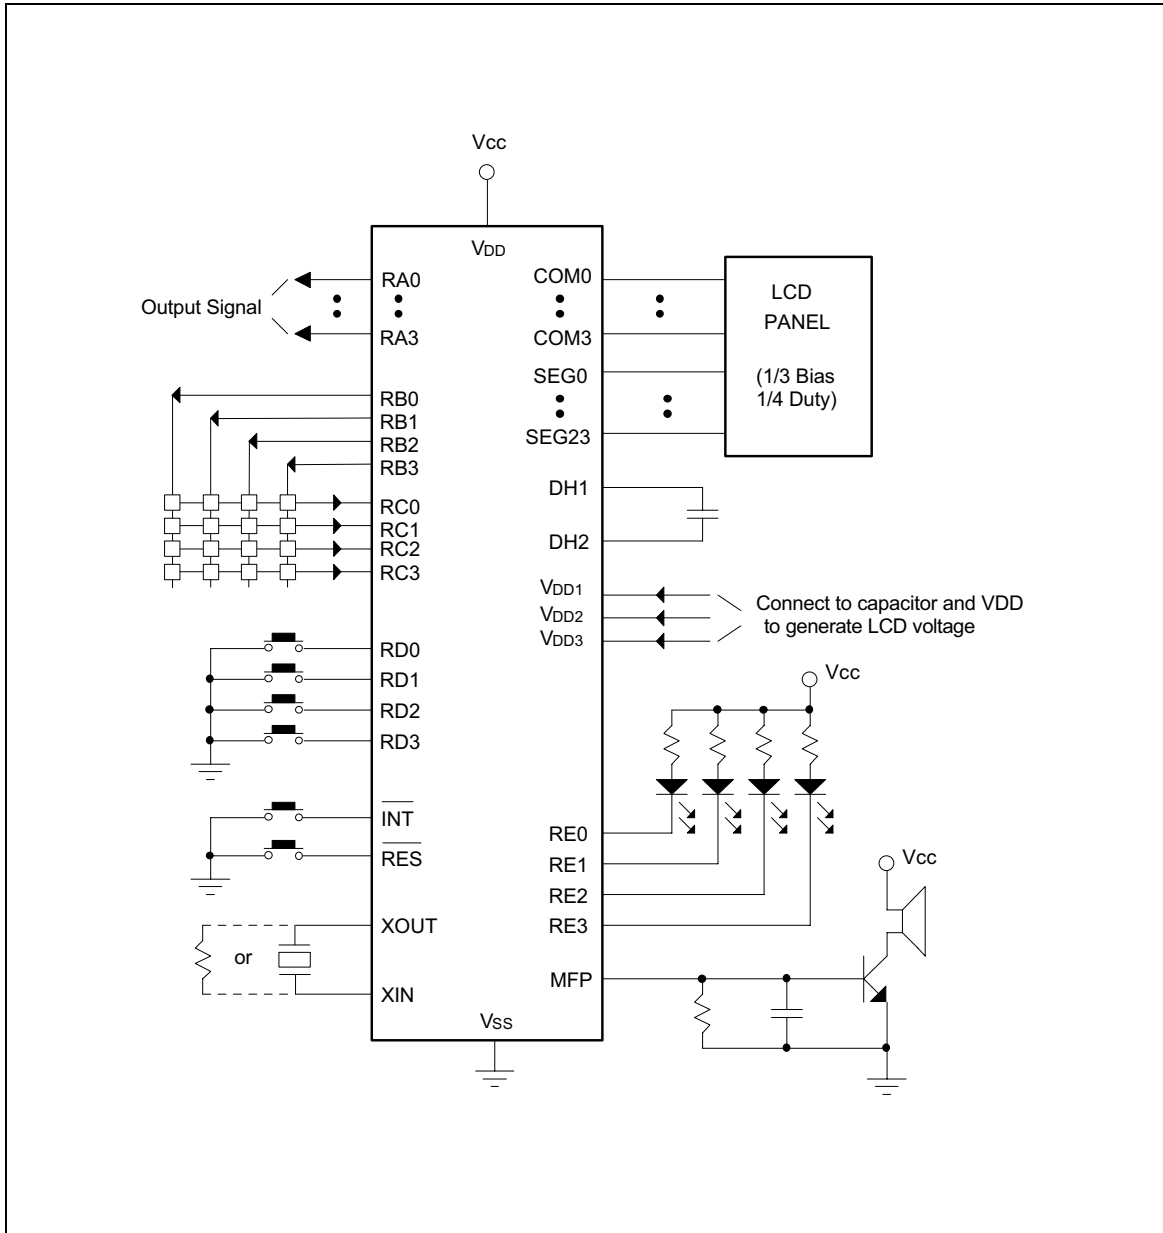 Vcc
VDD
Output Signal
RA0
RA3
RB0
RB1
RB2
RB3
RC0
RC1
RC2
RC3
RD0
RD1
RD2
RD3
INT
RES
XOUT
or
XIN
VSS
COM0
COM3
SEG0
SEG23
LCD
PANEL
(1/3 Bias
1/4 Duty)
DH1
DH2
VDD1
VDD2
VDD3
Connect to capacitor and VDD
to generate LCD voltage
Vcc
RE0
RE1
RE2
RE3
Vcc
MFP